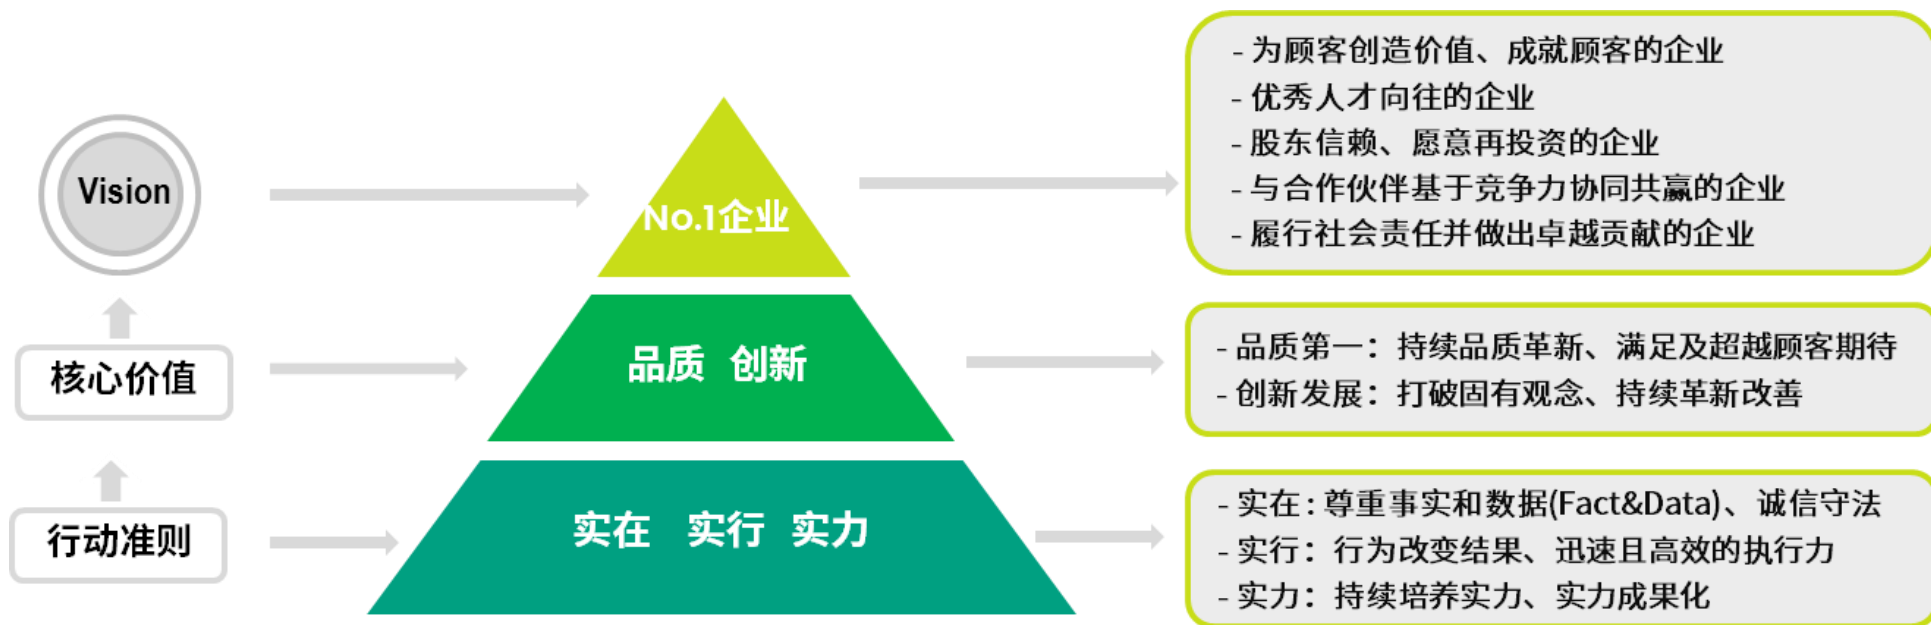 Vision
No.1企业
- 为顾客创造价值、成就顾客的企业
- 优秀人才向往的企业
- 股东信赖、愿意再投资的企业
- 与合作伙伴基于竞争力协同共赢的企业
- 履行社会责任并做出卓越贡献的企业
核心价值
品质 创新
- 品质第一：持续品质革新、满足及超越顾客期待
- 创新发展：打破固有观念、持续革新改善
行动准则
实在 实行 实力
- 实在：尊重事实和数据(Fact&Data)、诚信守法
- 实行：行为改变结果、迅速且高效的执行力
- 实力：持续培养实力、实力成果化